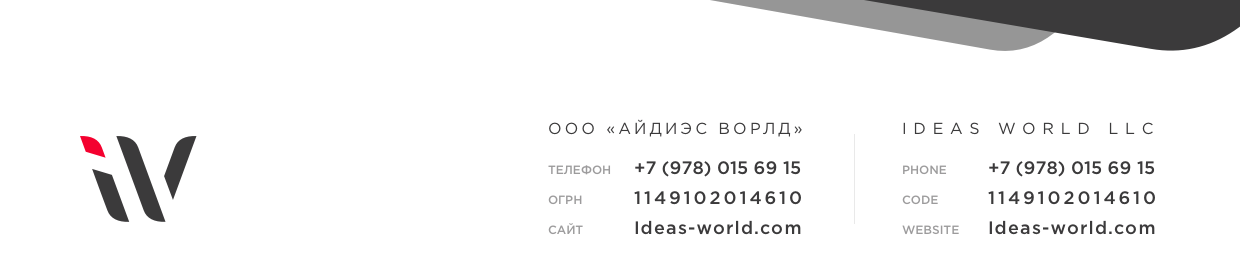 ООО «АЙДИЭС ВОРЛД»
ТЕЛЕФОН +7 (978) 015 69 15
ОГРН 1149102014610
САЙТ Ideas-world.com
IDEAS WORLD LLC
PHONE +7 (978) 015 69 15
CODE 1149102014610
WEBSITE Ideas-world.com